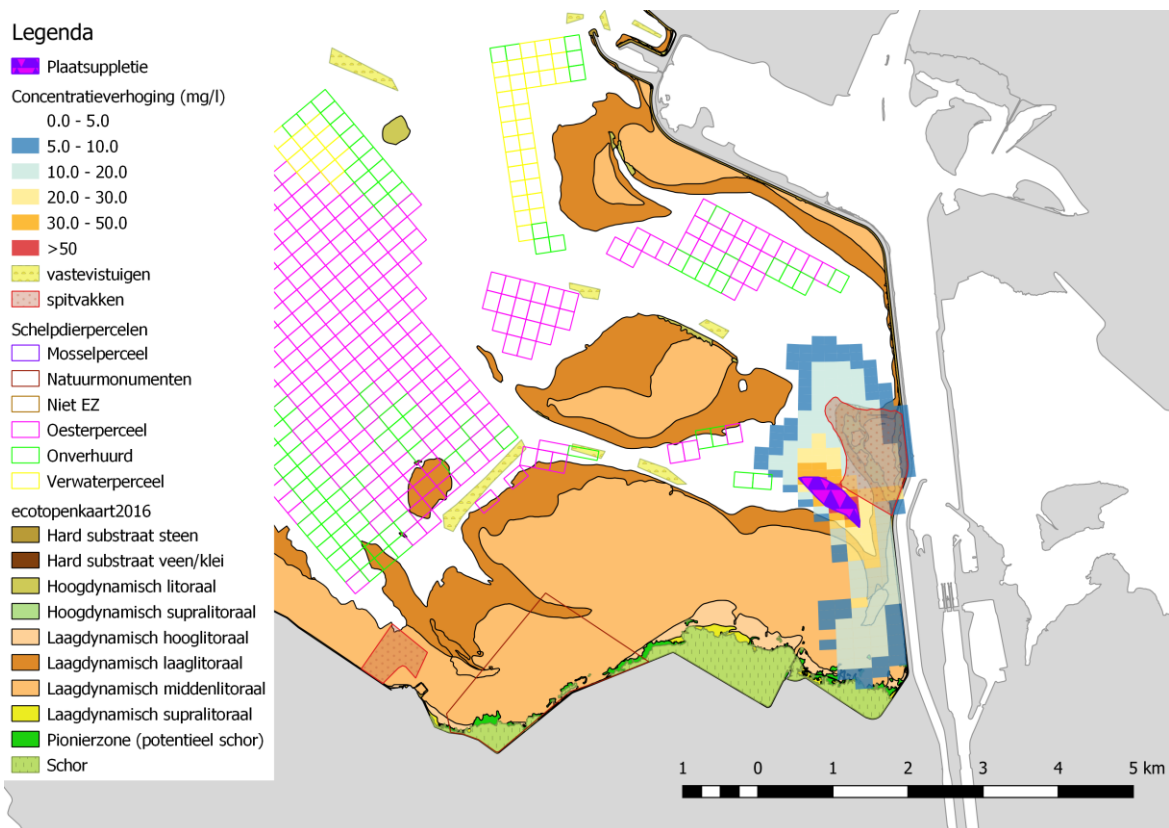 Legenda
Plaatsuppletie
Concentratieverhoging (mg/l)
0.0 - 5.0
5.0 - 10.0
10.0 - 20.0
20.0 - 30.0
30.0 - 50.0
>50
vastevistuigen
spitvakken
Schelpdierpercelen
Mosselperceel
Natuurmonumenten
Niet EZ
Oesterperceel
Onverhuurd
Verwaterperceel
ecotopenkaart2016
Hard substraat steen
Hard substraat veen/klei
Hoogdynamisch litoraal
Hoogdynamisch supralitoraal
Laagdynamisch hooglitoraal
Laagdynamisch laaglitoraal
Laagdynamisch middenlitoraal
Laagdynamisch supralitoraal
Pionierzone (potentieel schor)
Schor
1 0 1 2 3 4 5 km